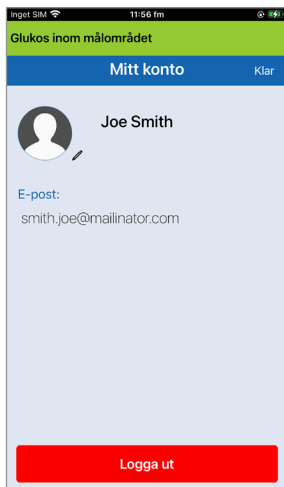 Inget SIM 11:56 fm
Glukos inom målområdet
Mitt konto Klar
Joe Smith
E-post:
smith.joe@mailinator.com
Logga ut